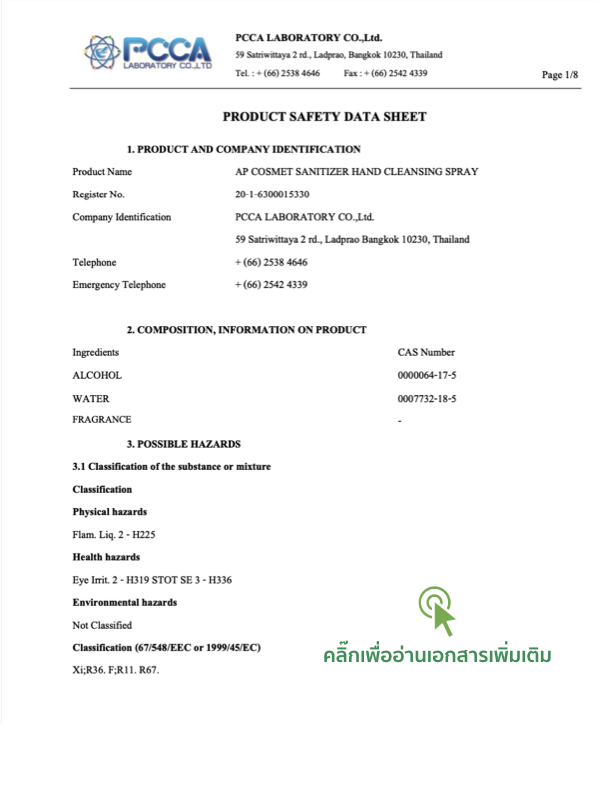 PCCA
LABORATORY CO.,LTD
PCCA LABORATORY CO.,Ltd.
59 Satriwittaya 2 rd., Ladprao, Bangkok 10230, Thailand
Tel. : + (66) 2538 4646 Fax : + (66) 2542 4339
Page 1/8
PRODUCT SAFETY DATA SHEET
1. PRODUCT AND COMPANY IDENTIFICATION
Product Name AP COSMET SANITIZER HAND CLEANSING SPRAY
Register No. 20-1-6300015330
Company Identification PCCA LABORATORY CO.,Ltd.
59 Satriwittaya 2 rd., Ladprao Bangkok 10230, Thailand
Telephone + (66) 2538 4646
Emergency Telephone + (66) 2542 4339
2. COMPOSITION, INFORMATION ON PRODUCT
Ingredients CAS Number
ALCOHOL 0000064-17-5
WATER 0007732-18-5
FRAGRANCE -
3. POSSIBLE HAZARDS
3.1 Classification of the substance or mixture
Classification
Physical hazards
Flam. Liq. 2 - H225
Health hazards
Eye Irrit. 2 - H319 STOT SE 3 - H336
Environmental hazards
Not Classified
Classification (67/548/EEC or 1999/45/EC)
คลิ๊กเพื่ออ่านเอกสารเพิ่มเติม
Xi;R36. F;R11. R67.